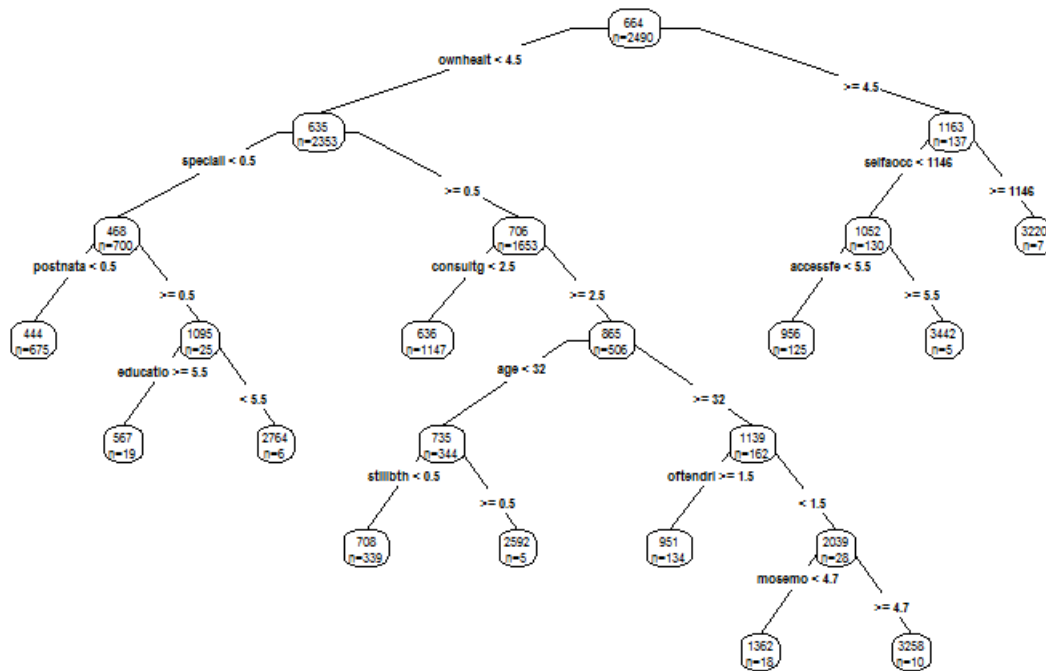 664
n=2490
ownhealt < 4.5
>= 4.5
635
n=2353
1163
n=137
speciall < 0.5
>= 0.5
selfaocc < 1146
>= 1146
468
n=700
706
n=1653
1052
n=130
3220
n=7
postnata < 0.5
>= 0.5
consultg < 2.5
>= 2.5
accessfe < 5.5
>= 5.5
444
n=675
1095
n=25
636
n=1147
865
n=506
956
n=125
3442
n=5
educatio >= 5.5
< 5.5
age < 32
>= 32
567
n=19
2764
n=6
735
n=344
1139
n=162
stillbth < 0.5
>= 0.5
oftendri >= 1.5
< 1.5
708
n=339
2592
n=5
951
n=134
2039
n=28
mosemo < 4.7
>= 4.7
1362
n=18
3258
n=10